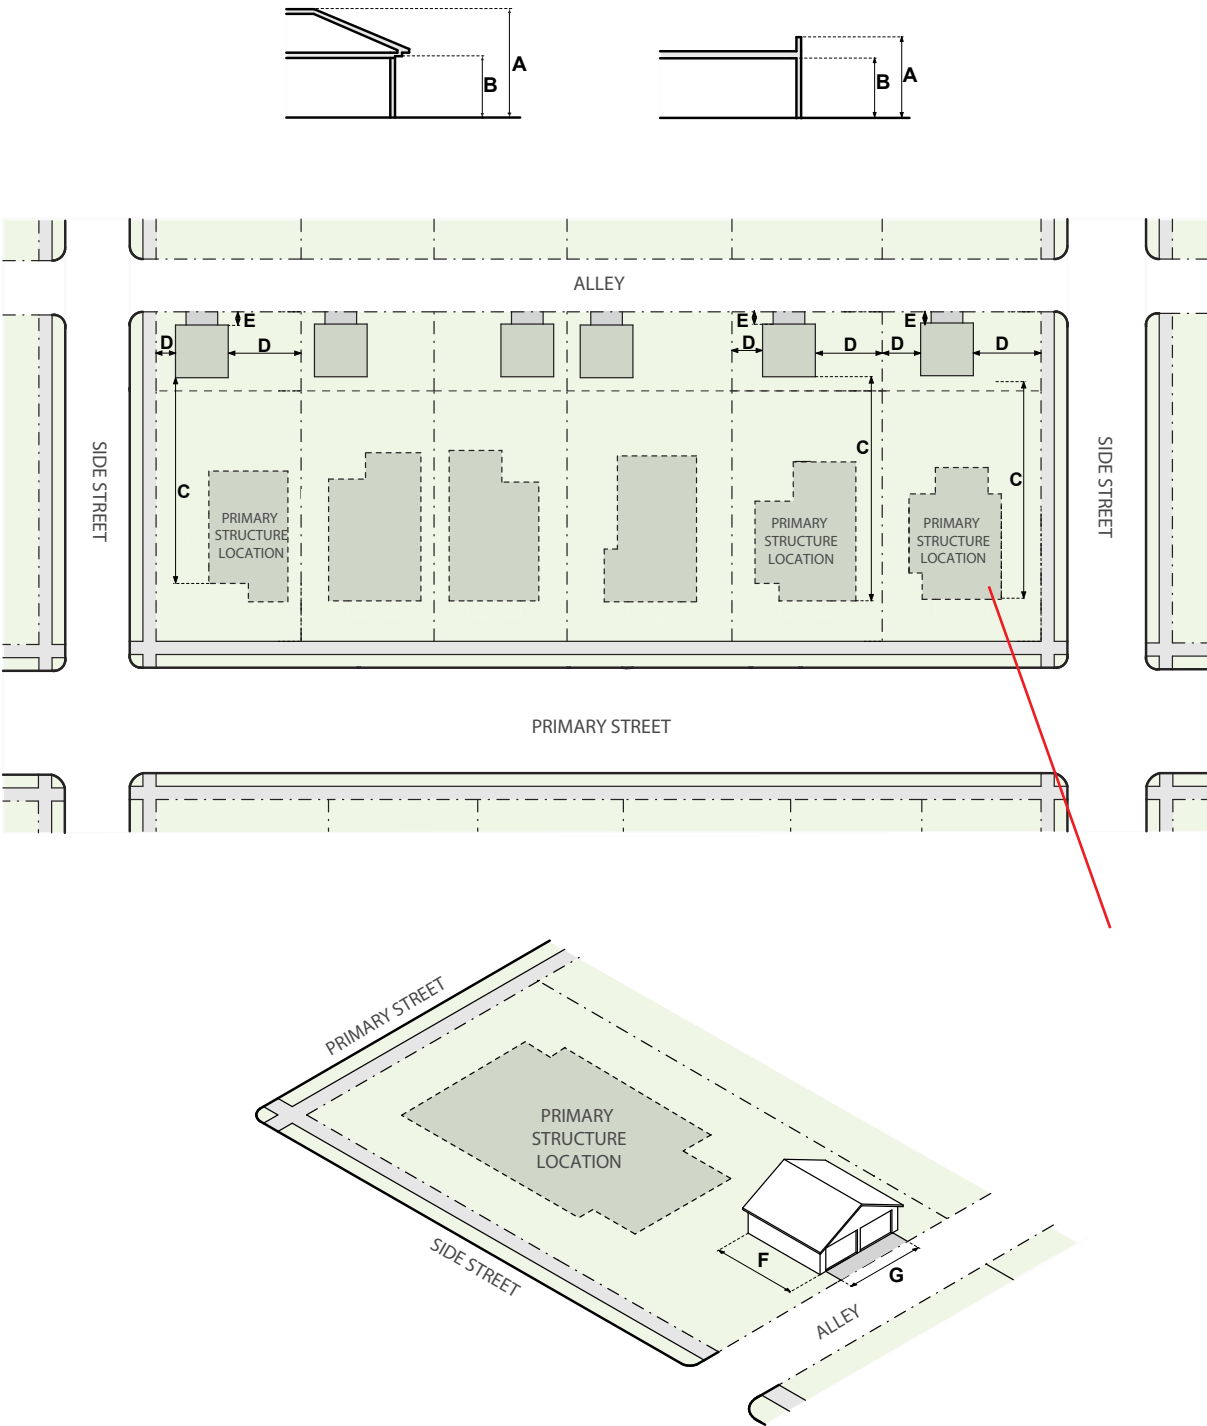 A
B
A
B
ALLEY
E
E
E
D
D
D
D
D
D
C
C
C
SIDE STREET
SIDE STREET
PRIMARY
STRUCTURE
LOCATION
PRIMARY
STRUCTURE
LOCATION
PRIMARY
STRUCTURE
LOCATION
PRIMARY STREET
PRIMARY STREET
PRIMARY
STRUCTURE
LOCATION
SIDE STREET
F
G
ALLEY